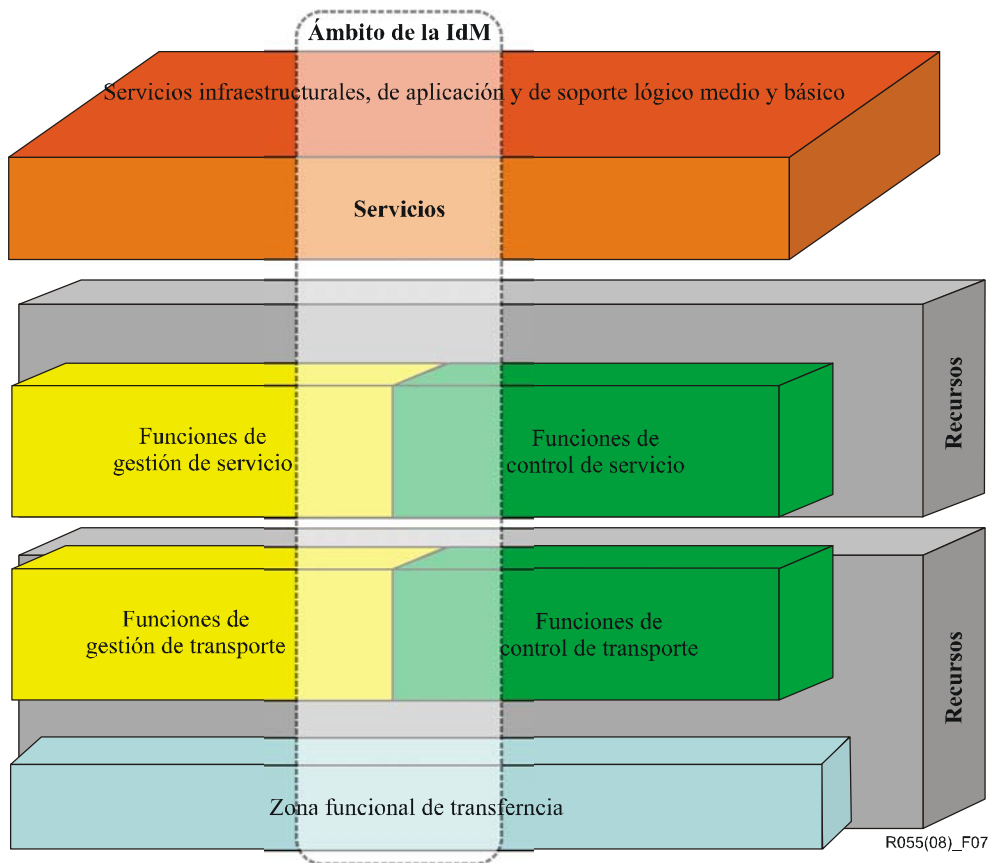 Ámbito de la IdM
Servicios infraestructurales, de aplicación y de soporte lógico medio y básico
Servicios
Recursos
Funciones de
gestión de servicio
Funciones de
control de servicio
Recursos
Funciones de
gestión de transporte
Funciones de
control de transporte
Zona funcional de transferncia
R055(08)_F07